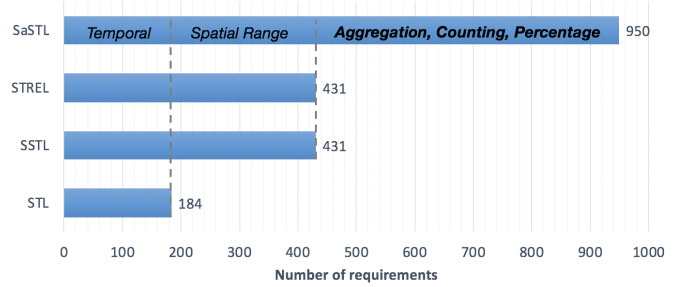 SaSTL Temporal Spatial Range Aggregation, Counting, Percentage 950
STREL 431
SSTL 431
STL 184
0 100 200 300 400 500 600 700 800 900 1000
Number of requirements